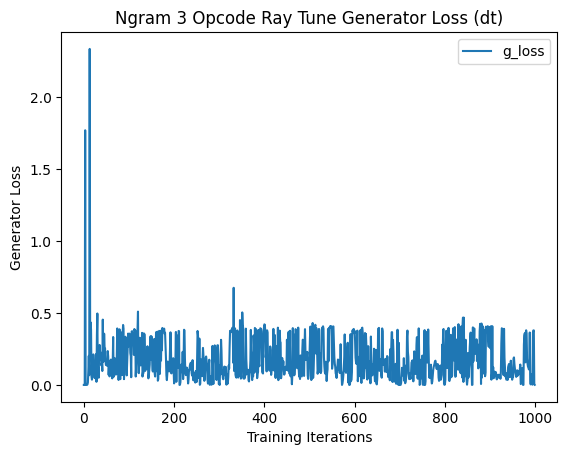 Ngram 3 Opcode Ray Tune Generator Loss (dt)
g_loss
Generator Loss
2.0
1.5
1.0
0.5
0.0
0
200
400
600
800
1000
Training Iterations